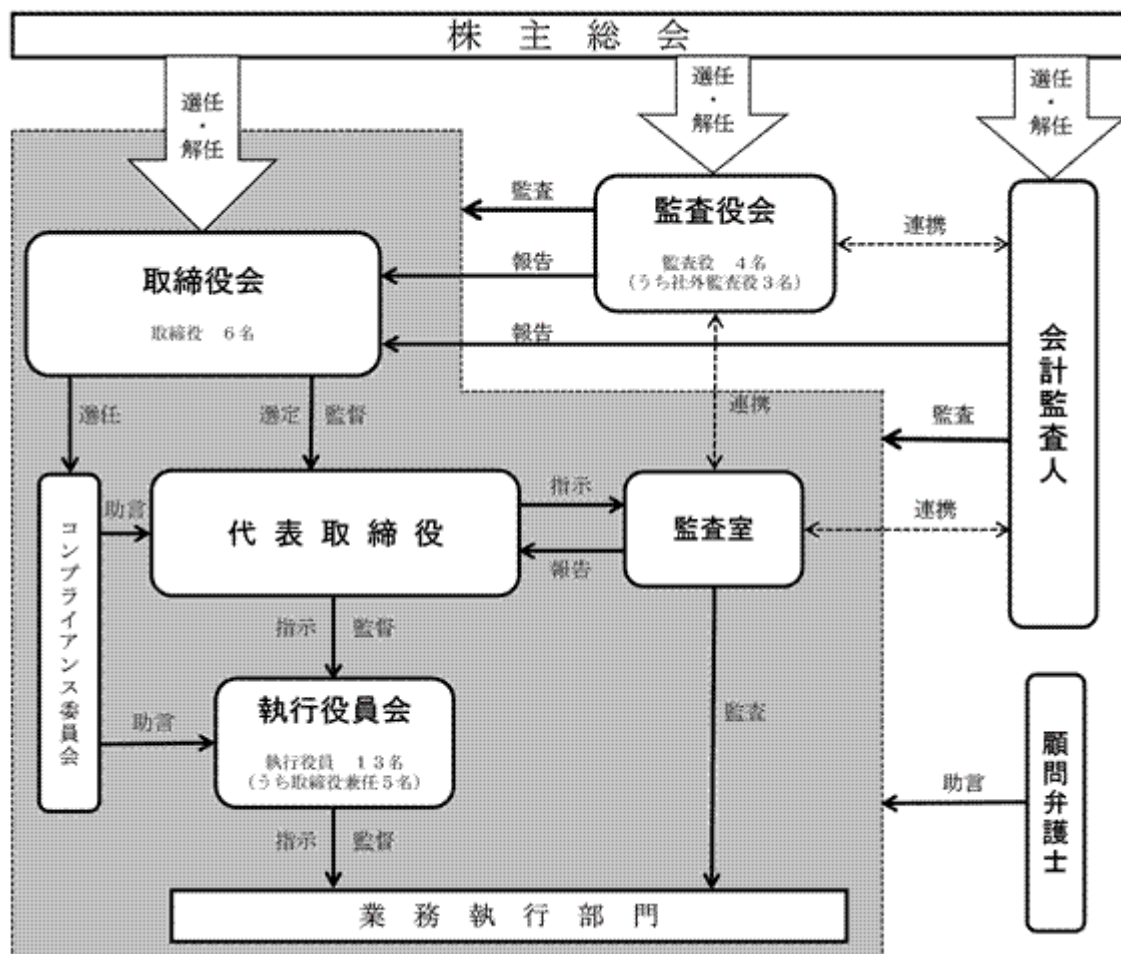 株主総会
選任・解任
選任・解任
選任・解任
監査役会
監査役 4名
（うち社外監査役3名）
監査
報告
連携
取締役会
取締役 6名
報告
会計監査人
選任
選定
監督
連携
監査
コンプライアンス委員会
助言
代表取締役
指示
報告
監査室
連携
指示
監督
助言
執行役員会
執行役員 13名
（うち取締役兼任5名）
監査
助言
顧問弁護士
指示
監督
業務執行部門